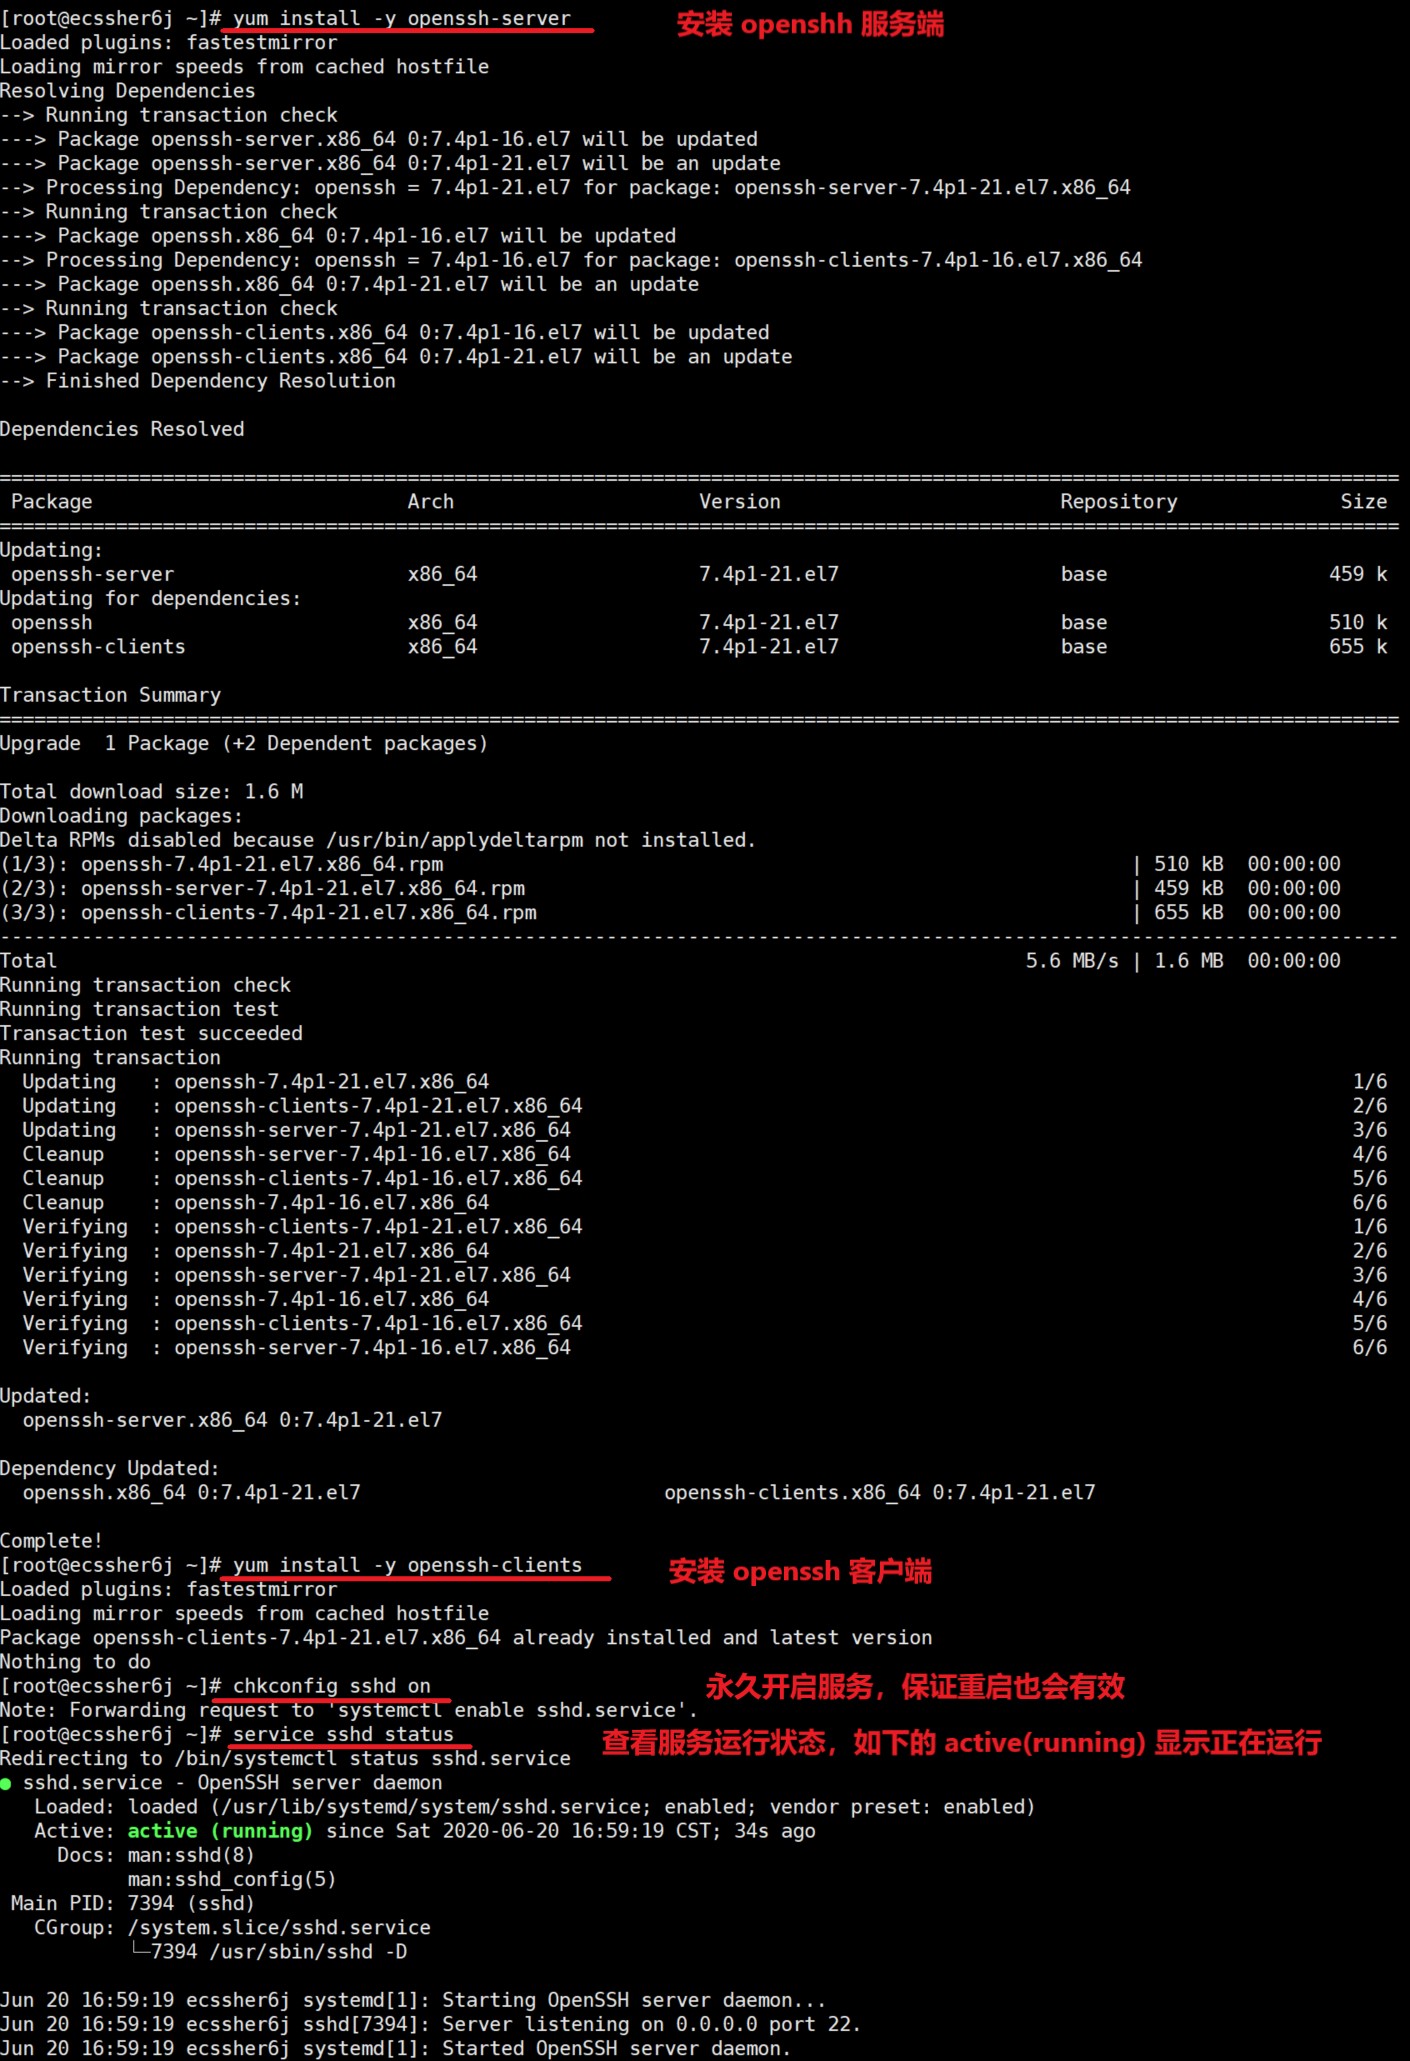 [root@ecssher6j ~]# yum install -y openssh-server 安装 openshh 服务端
Loaded plugins: fastestmirror
Loading mirror speeds from cached hostfile
Resolving Dependencies
--> Running transaction check
---> Package openssh-server.x86_64 0:7.4p1-16.el7 will be updated
---> Package openssh-server.x86_64 0:7.4p1-21.el7 will be an update
--> Processing Dependency: openssh = 7.4p1-21.el7 for package: openssh-server-7.4p1-21.el7.x86_64
--> Running transaction check
---> Package openssh.x86_64 0:7.4p1-16.el7 will be updated
--> Processing Dependency: openssh = 7.4p1-16.el7 for package: openssh-clients-7.4p1-16.el7.x86_64
---> Package openssh.x86_64 0:7.4p1-21.el7 will be an update
--> Running transaction check
---> Package openssh-clients.x86_64 0:7.4p1-16.el7 will be updated
---> Package openssh-clients.x86_64 0:7.4p1-21.el7 will be an update
--> Finished Dependency Resolution
Dependencies Resolved
================================================================================
Package Arch Version Repository Size
================================================================================
Updating:
openssh-server x86_64 7.4p1-21.el7 base 459 k
Updating for dependencies:
openssh x86_64 7.4p1-21.el7 base 510 k
openssh-clients x86_64 7.4p1-21.el7 base 655 k
Transaction Summary
================================================================================
Upgrade  1 Package (+2 Dependent packages)
Total download size: 1.6 M
Downloading packages:
Delta RPMs disabled because /usr/bin/applydeltarpm not installed.
(1/3): openssh-7.4p1-21.el7.x86_64.rpm | 510 kB  00:00:00
(2/3): openssh-server-7.4p1-21.el7.x86_64.rpm | 459 kB  00:00:00
(3/3): openssh-clients-7.4p1-21.el7.x86_64.rpm | 655 kB  00:00:00
--------------------------------------------------------------------------------
Total 5.6 MB/s | 1.6 MB  00:00:00
Running transaction check
Running transaction test
Transaction test succeeded
Running transaction
Updating   : openssh-7.4p1-21.el7.x86_64 1/6
Updating   : openssh-clients-7.4p1-21.el7.x86_64 2/6
Updating   : openssh-server-7.4p1-21.el7.x86_64 3/6
Cleanup    : openssh-server-7.4p1-16.el7.x86_64 4/6
Cleanup    : openssh-clients-7.4p1-16.el7.x86_64 5/6
Cleanup    : openssh-7.4p1-16.el7.x86_64 6/6
Verifying  : openssh-clients-7.4p1-21.el7.x86_64 1/6
Verifying  : openssh-7.4p1-21.el7.x86_64 2/6
Verifying  : openssh-server-7.4p1-21.el7.x86_64 3/6
Verifying  : openssh-7.4p1-16.el7.x86_64 4/6
Verifying  : openssh-clients-7.4p1-16.el7.x86_64 5/6
Verifying  : openssh-server-7.4p1-16.el7.x86_64 6/6
Updated:
openssh-server.x86_64 0:7.4p1-21.el7
Dependency Updated:
openssh.x86_64 0:7.4p1-21.el7 openssh-clients.x86_64 0:7.4p1-21.el7
Complete!
[root@ecssher6j ~]# yum install -y openssh-clients 安装 openssh 客户端
Loaded plugins: fastestmirror
Loading mirror speeds from cached hostfile
Package openssh-clients-7.4p1-21.el7.x86_64 already installed and latest version
Nothing to do
[root@ecssher6j ~]# chkconfig sshd on 永久开启服务，保证重启也会有效
Note: Forwarding request to 'systemctl enable sshd.service'.
[root@ecssher6j ~]# service sshd status 查看服务运行状态，如下的 active(running) 显示正在运行
Redirecting to /bin/systemctl status sshd.service
● sshd.service - OpenSSH server daemon
Loaded: loaded (/usr/lib/systemd/system/sshd.service; enabled; vendor preset: enabled)
Active: active (running) since Sat 2020-06-20 16:59:19 CST; 34s ago
Docs: man:sshd(8)
man:sshd_config(5)
Main PID: 7394 (sshd)
CGroup: /system.slice/sshd.service
└─7394 /usr/sbin/sshd -D
Jun 20 16:59:19 ecssher6j systemd[1]: Starting OpenSSH server daemon...
Jun 20 16:59:19 ecssher6j sshd[7394]: Server listening on 0.0.0.0 port 22.
Jun 20 16:59:19 ecssher6j systemd[1]: Started OpenSSH server daemon.